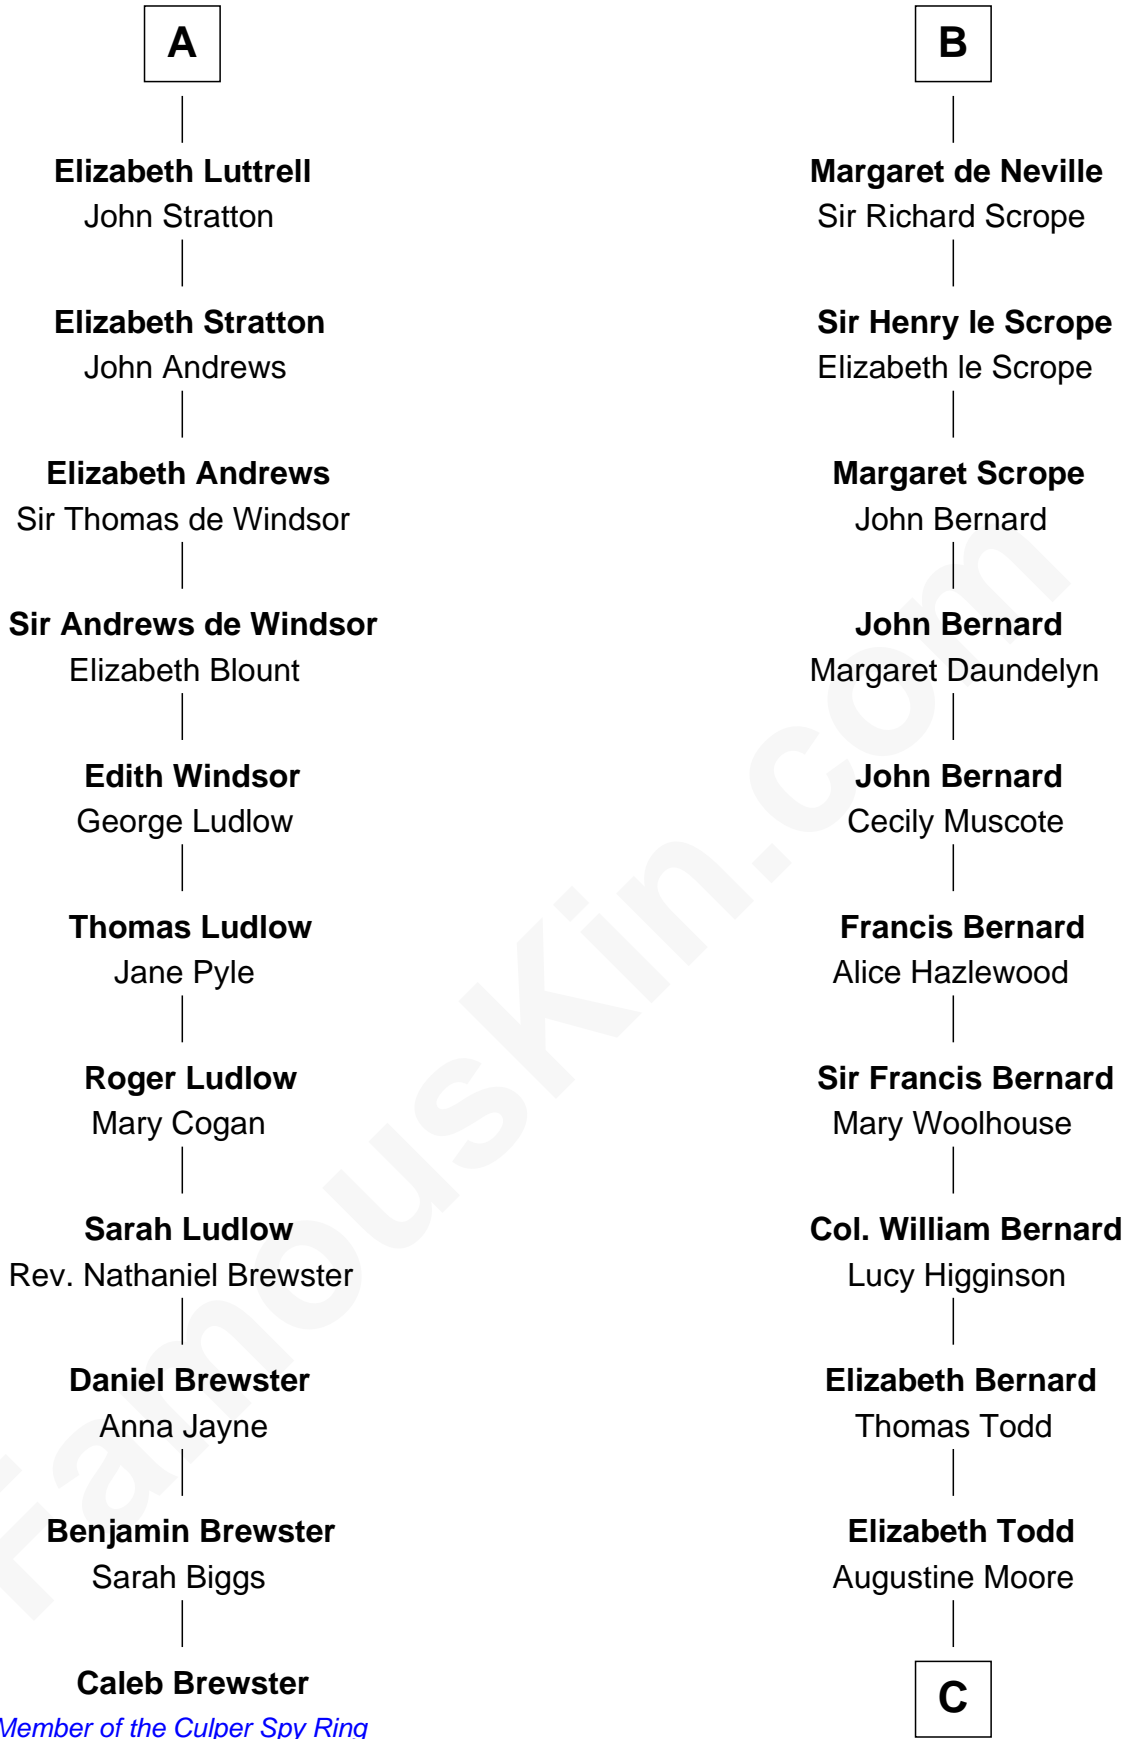 A
Elizabeth Luttrell
John Stratton
Elizabeth Stratton
John Andrews
Elizabeth Andrews
Sir Thomas de Windsor
Sir Andrews de Windsor
Elizabeth Blount
Edith Windsor
George Ludlow
Thomas Ludlow
Jane Pyle
Roger Ludlow
Mary Cogan
Sarah Ludlow
Rev. Nathaniel Brewster
Daniel Brewster
Anna Jayne
Benjamin Brewster
Sarah Biggs
Caleb Brewster
Member of the Culper Spy Ring
B
Margaret de Neville
Sir Richard Scrope
Sir Henry le Scrope
Elizabeth le Scrope
Margaret Scrope
John Bernard
John Bernard
Margaret Daundelyn
John Bernard
Cecily Muscote
Francis Bernard
Alice Hazlewood
Sir Francis Bernard
Mary Woolhouse
Col. William Bernard
Lucy Higginson
Elizabeth Bernard
Thomas Todd
Elizabeth Todd
Augustine Moore
C
FamousKin.com